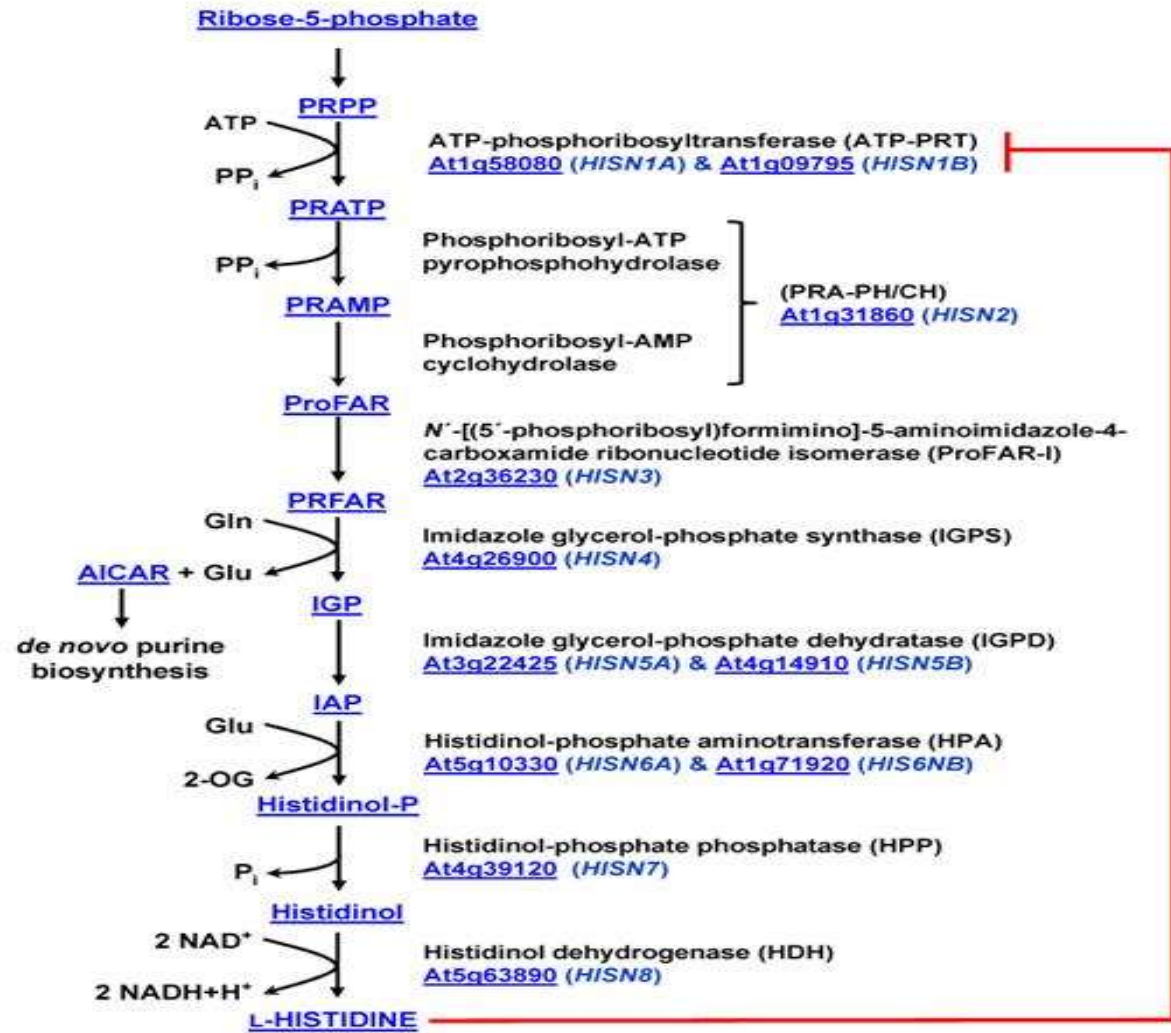 Ribose-5-phosphate
PRPP
ATP
PPi
ATP-phosphoribosyltransferase (ATP-PRT)
At1g58080 (HISN1A) & At1g09795 (HISN1B)
PRATP
PPi
Phosphoribosyl-ATP
pyrophosphohydrolase
(PRA-PH/CH)
At1g31860 (HISN2)
PRAMP
Phosphoribosyl-AMP
cyclohydrolase
ProFAR
N´-[(5´-phosphoribosyl)formimino]-5-aminoimidazole-4-
carboxamide ribonucleotide isomerase (ProFAR-I)
At2g36230 (HISN3)
PRFAR
Gln
AICAR + Glu
Imidazole glycerol-phosphate synthase (IGPS)
At4g26900 (HISN4)
de novo purine
biosynthesis
IGP
Imidazole glycerol-phosphate dehydratase (IGPD)
At3g22425 (HISN5A) & At4g14910 (HISN5B)
IAP
Glu
2-OG
Histidinol-phosphate aminotransferase (HPA)
At5g10330 (HISN6A) & At1g71920 (HIS6NB)
Histidinol-P
Pi
Histidinol-phosphate phosphatase (HPP)
At4g39120 (HISN7)
Histidinol
2 NAD+
2 NADH+H+
Histidinol dehydrogenase (HDH)
At5g63890 (HISN8)
L-HISTIDINE